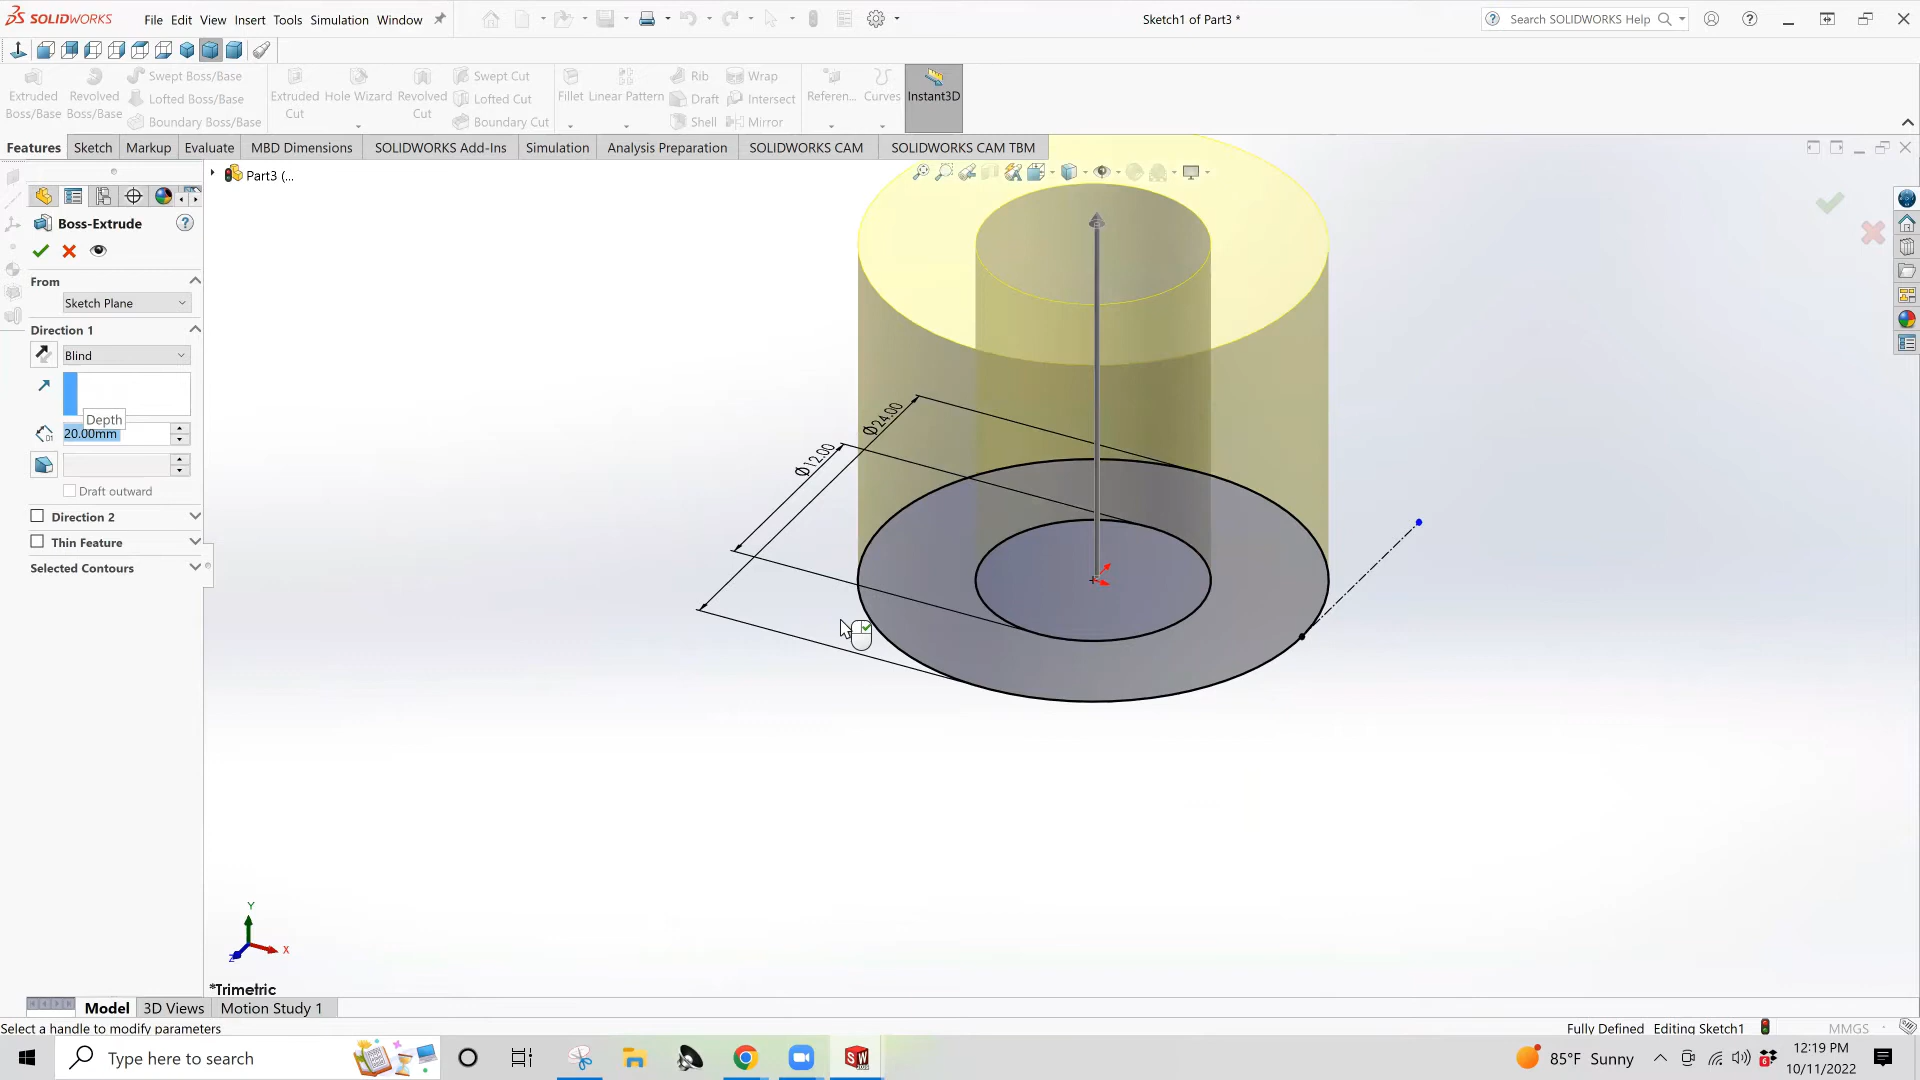 SOLIDWORKS
File Edit View Insert Tools Simulation Window
Sketch1 of Part3 *
Search SOLIDWORKS Help
Extruded Boss/Base
Revolved Boss/Base
Swept Boss/Base
Lofted Boss/Base
Boundary Boss/Base
Extruded Cut
Hole Wizard
Revolved Cut
Swept Cut
Lofted Cut
Boundary Cut
Fillet
Linear Pattern
Rib
Draft
Shell
Wrap
Intersect
Mirror
Referen...
Curves
Instant3D
Features Sketch Markup Evaluate MBD Dimensions SOLIDWORKS Add-Ins Simulation Analysis Preparation SOLIDWORKS CAM SOLIDWORKS CAM TBM
Part3 (...
Boss-Extrude
From
Sketch Plane
Direction 1
Blind
Depth
20.00mm
Draft outward
Direction 2
Thin Feature
Selected Contours
Ø24.00
Ø12.00
Y
X
Z
*Trimetric
Model 3D Views Motion Study 1
Select a handle to modify parameters
Fully Defined Editing Sketch1 MMGS
Type here to search
85°F Sunny
12:19 PM
10/11/2022